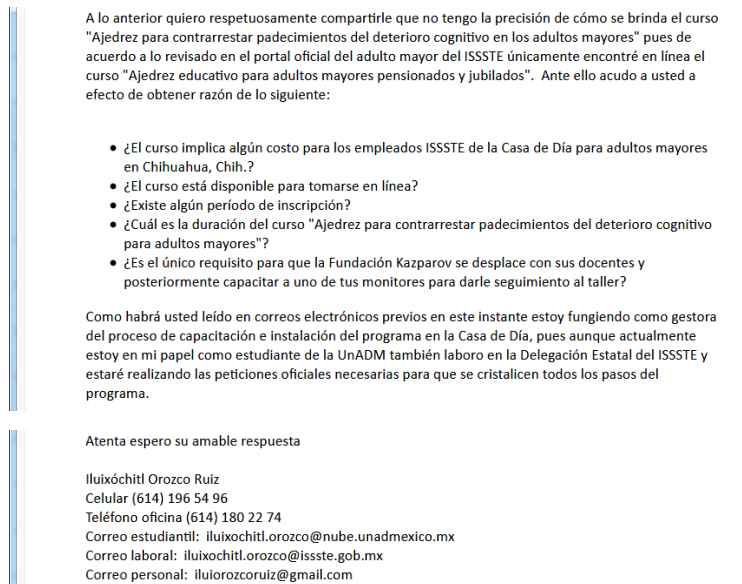 A lo anterior quiero respetuosamente compartirle que no tengo la precisión de cómo se brinda el curso
"Ajedrez para contrarrestar padecimientos del deterioro cognitivo en los adultos mayores" pues de
acuerdo a lo revisado en el portal oficial del adulto mayor del ISSSTE únicamente encontré en línea el
curso "Ajedrez educativo para adultos mayores pensionados y jubilados".  Ante ello acudo a usted a
efecto de obtener razón de lo siguiente:
• ¿El curso implica algún costo para los empleados ISSSTE de la Casa de Día para adultos mayores
en Chihuahua, Chih.?
• ¿El curso está disponible para tomarse en línea?
• ¿Existe algún período de inscripción?
• ¿Cuál es la duración del curso "Ajedrez para contrarrestar padecimientos del deterioro cognitivo
para adultos mayores"?
• ¿Es el único requisito para que la Fundación Kazparov se desplace con sus docentes y
posteriormente capacitar a uno de tus monitores para darle seguimiento al taller?
Como habrá usted leído en correos electrónicos previos en este instante estoy fungiendo como gestora
del proceso de capacitación e instalación del programa en la Casa de Día, pues aunque actualmente
estoy en mi papel como estudiante de la UnADM también laboro en la Delegación Estatal del ISSSTE y
estaré realizando las peticiones oficiales necesarias para que se cristalicen todos los pasos del
programa.
Atenta espero su amable respuesta
Iluixóchitl Orozco Ruiz
Celular (614) 196 54 96
Teléfono oficina (614) 180 22 74
Correo estudiantil:  iluixochitl.orozco@nube.unadmexico.mx
Correo laboral:  iluixochitl.orozco@issste.gob.mx
Correo personal:  iluiorozcoruiz@gmail.com